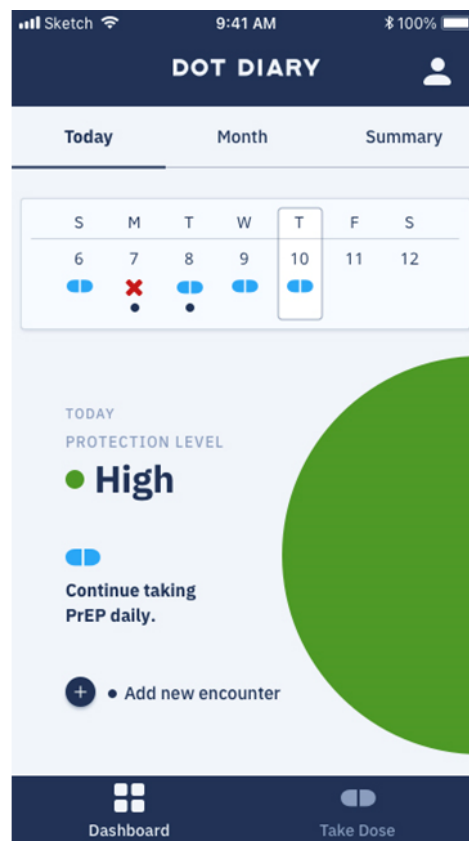 Sketch 9:41 AM 100%
DOT DIARY
Today Month Summary
S M T W T F S
6 7 8 9 10 11 12
TODAY
PROTECTION LEVEL
High
Continue taking
PrEP daily.
Add new encounter
Dashboard Take Dose